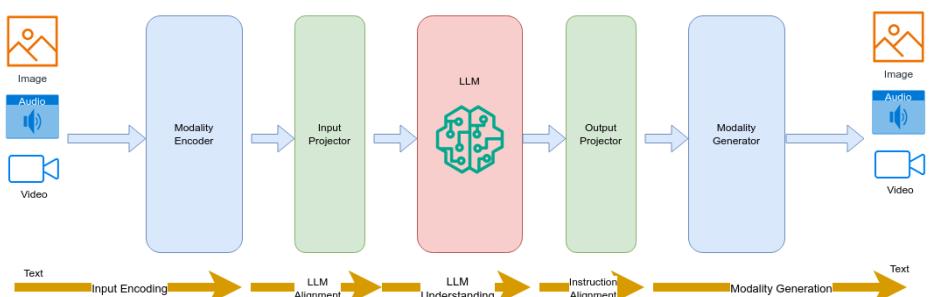 Image
Audio
Video
Modality
Encoder
Input
Projector
LLM
Output
Projector
Modality
Generator
Image
Audio
Video
Text
Input Encoding
LLM
Alignment
LLM
Understanding
Instruction
Alignment
Modality Generation
Text